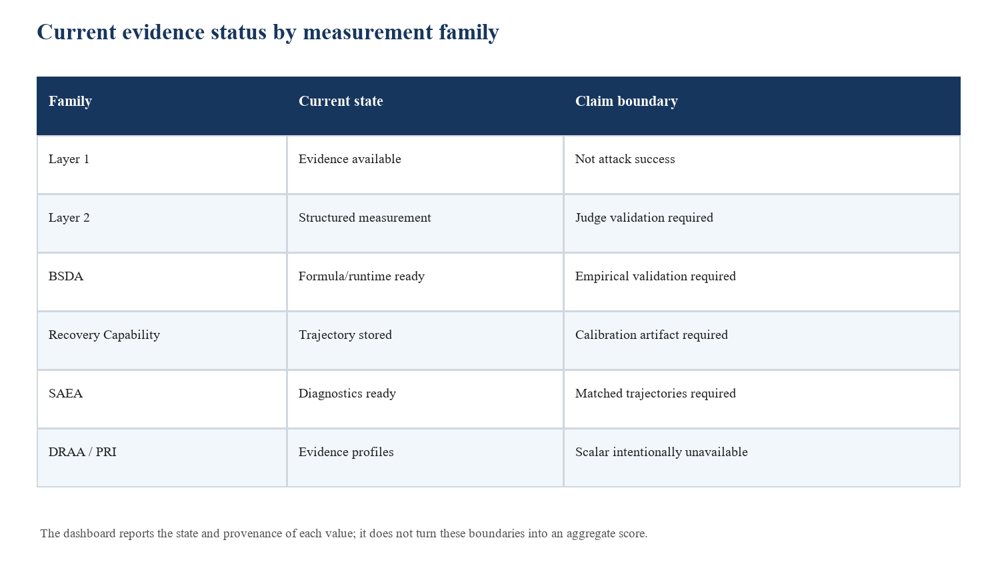 Current evidence status by measurement family
Family Current state Claim boundary
Layer 1 Evidence available Not attack success
Layer 2 Structured measurement Judge validation required
BSDA Formula/runtime ready Empirical validation required
Recovery Capability Trajectory stored Calibration artifact required
SAEA Diagnostics ready Matched trajectories required
DRAA / PRI Evidence profiles Scalar intentionally unavailable
The dashboard reports the state and provenance of each value; it does not turn these boundaries into an aggregate score.